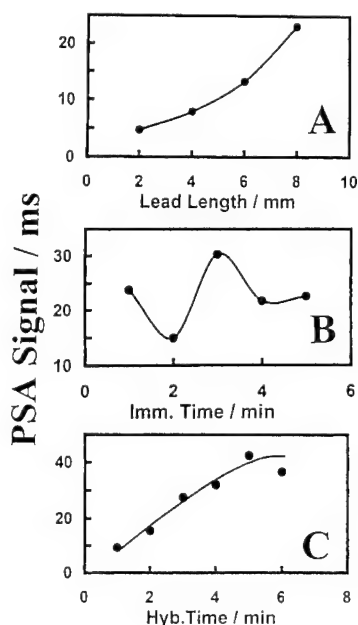 PSA Signal / ms
20
10
0
0 2 4 6 8 10
Lead Length / mm
A
30
20
10
0 2 4 6
Imm. Time / min
B
40
20
0
0 2 4 6 8
Hyb.Time / min
C